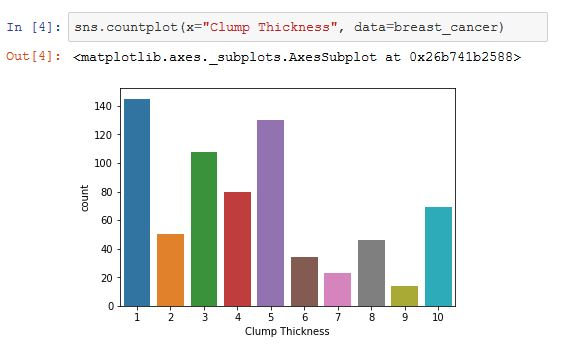 In [4]: sns.countplot(x="Clump Thickness", data=breast_cancer)
Out[4]: <matplotlib.axes._subplots.AxesSubplot at 0x26b741b2588>
140
120
100
80
60
40
20
0
count
1 2 3 4 5 6 7 8 9 10
Clump Thickness